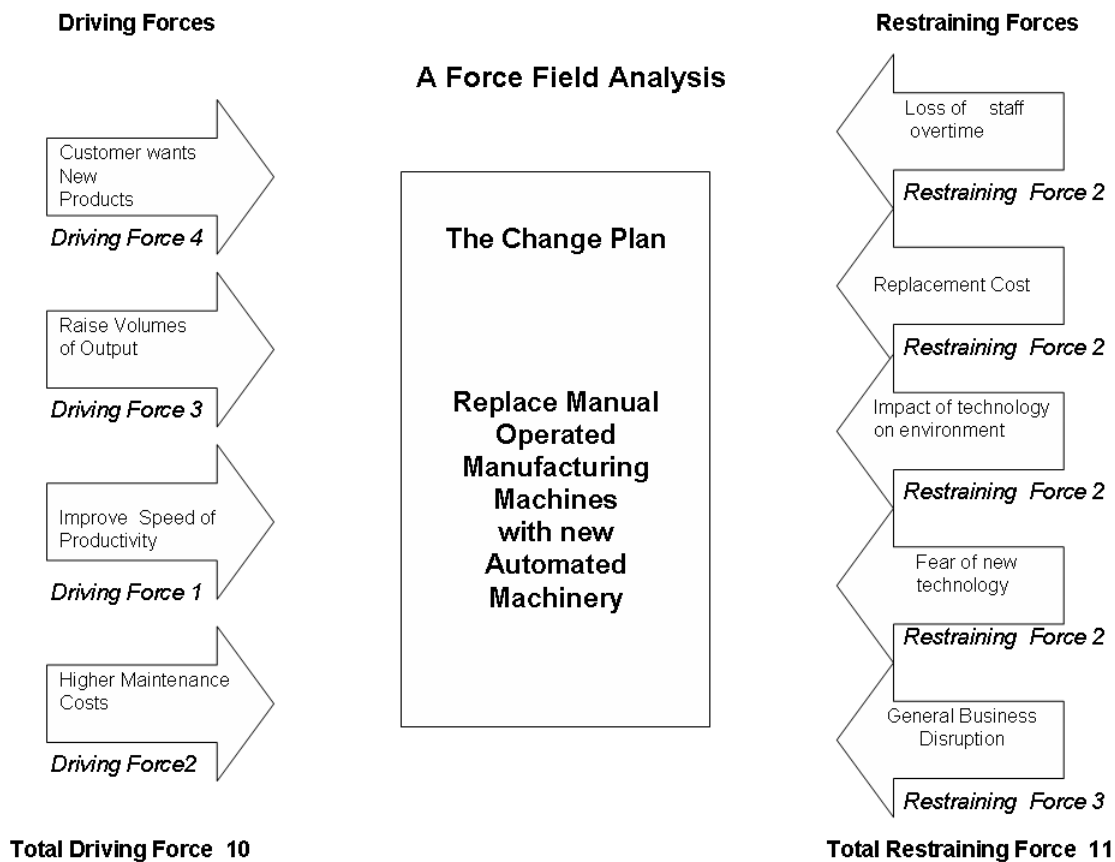 Driving Forces
Restraining Forces
A Force Field Analysis
Customer wants
New
Products
Driving Force 4
Raise Volumes
of Output
Driving Force 3
Improve Speed of
Productivity
Driving Force 1
Higher Maintenance
Costs
Driving Force2
Total Driving Force 10
The Change Plan
Replace Manual
Operated
Manufacturing
Machines
with new
Automated
Machinery
Loss of staff
overtime
Restraining Force 2
Replacement Cost
Restraining Force 2
Impact of technology
on environment
Restraining Force 2
Fear of new
technology
Restraining Force 2
General Business
Disruption
Restraining Force 3
Total Restraining Force 11